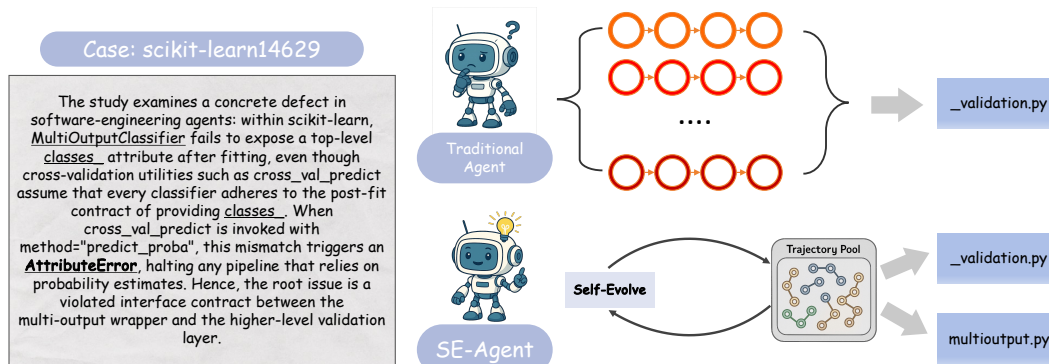 Case: scikit-learn14629
The study examines a concrete defect in
software-engineering agents: within scikit-learn,
MultiOutputClassifier fails to expose a top-level
classes_ attribute after fitting, even though
cross-validation utilities such as cross_val_predict
assume that every classifier adheres to the post-fit
contract of providing classes_. When
cross_val_predict is invoked with
method="predict_proba", this mismatch triggers an
AttributeError, halting any pipeline that relies on
probability estimates. Hence, the root issue is a
violated interface contract between the
multi-output wrapper and the higher-level validation
layer.
?
Traditional
Agent
....
_validation.py
SE-Agent
Self-Evolve
Trajectory Pool
_validation.py
multioutput.py